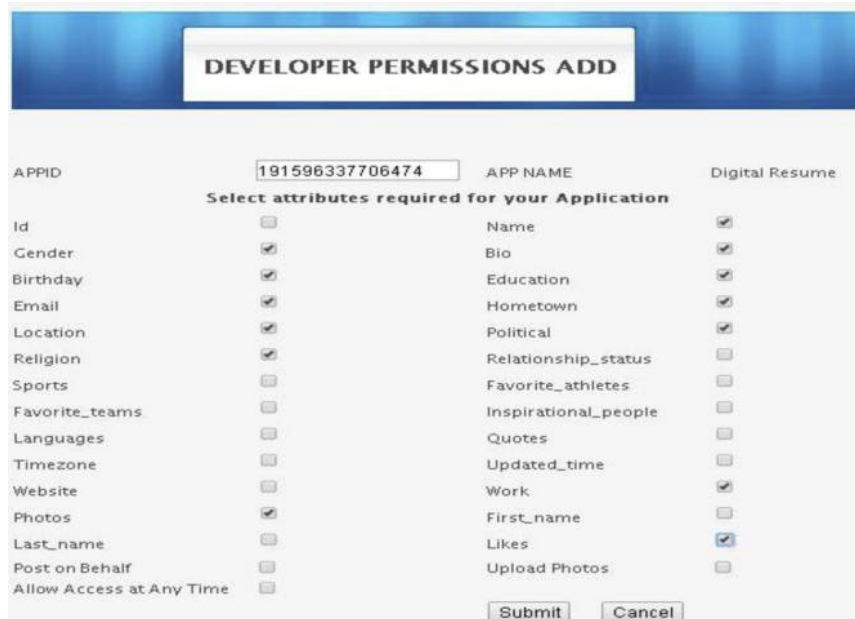 DEVELOPER PERMISSIONS ADD
APPID 191596337706474 APP NAME Digital Resume
Select attributes required for your Application
Id Name
Gender Bio
Birthday Education
Email Hometown
Location Political
Religion Relationship_status
Sports Favorite_athletes
Favorite_teams Inspirational_people
Languages Quotes
Timezone Updated_time
Website Work
Photos First_name
Last_name Likes
Post on Behalf Upload Photos
Allow Access at Any Time
Submit Cancel